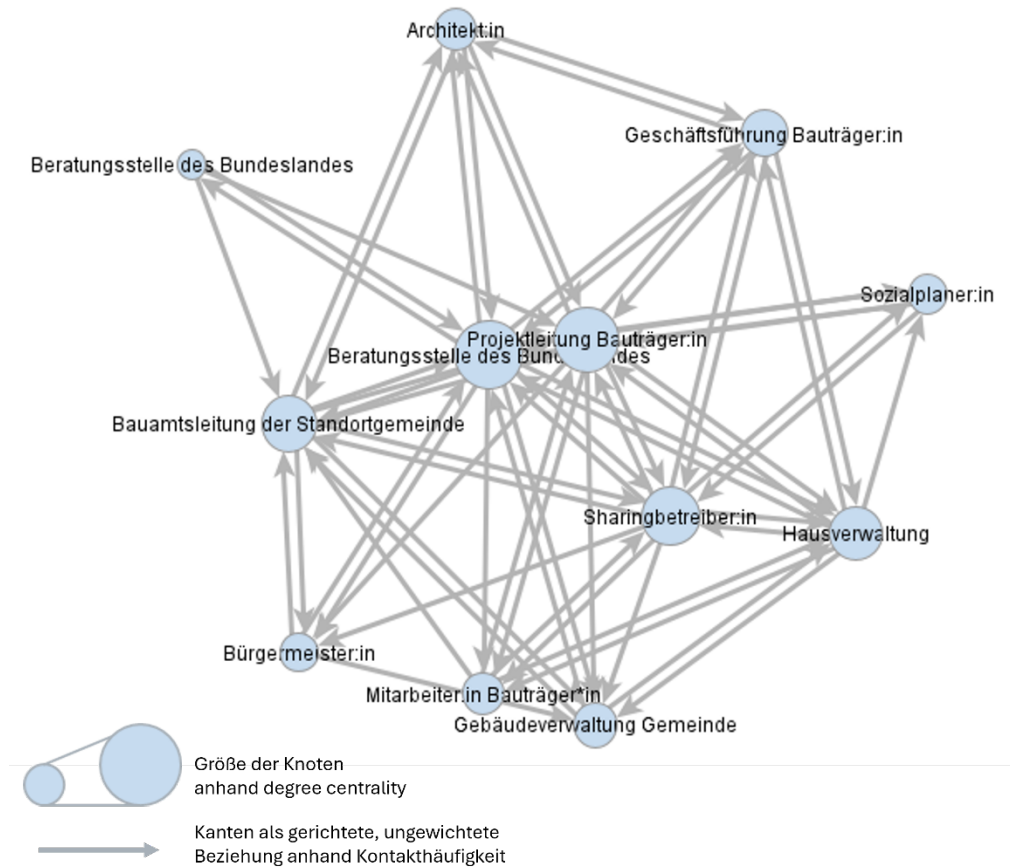 Architekt:in
Geschäftsführung Bauträger:in
Beratungsstelle des Bundeslandes
Sozialplaner:in
Projektleitung Bauträger:in
Beratungsstelle des Bundeslandes
Bauamtsleitung der Standortgemeinde
Sharingbetreiber:in
Hausverwaltung
Bürgermeister:in
Mitarbeiter:in Bauträger*in
Gebäudeverwaltung Gemeinde
Größe der Knoten
anhand degree centrality
Kanten als gerichtete, ungewichtete
Beziehung anhand Kontakthäufigkeit